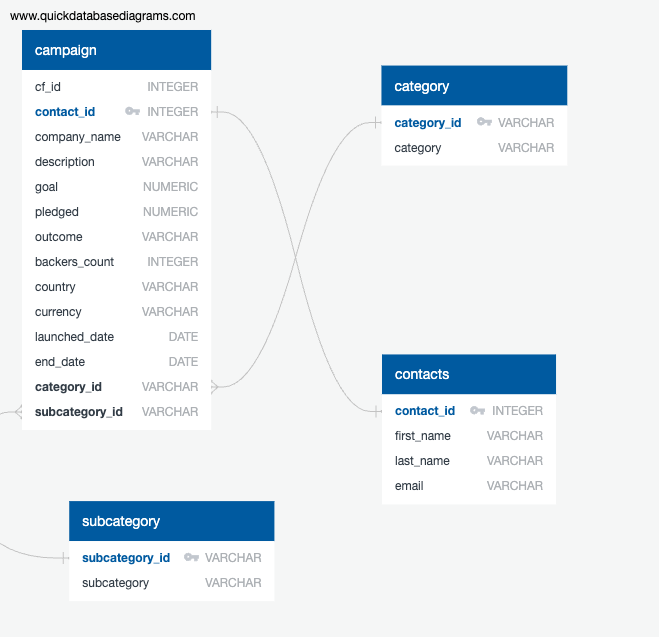 www.quickdatabasediagrams.com
campaign
cf_id INTEGER
contact_id INTEGER
company_name VARCHAR
description VARCHAR
goal NUMERIC
pledged NUMERIC
outcome VARCHAR
backers_count INTEGER
country VARCHAR
currency VARCHAR
launched_date DATE
end_date DATE
category_id VARCHAR
subcategory_id VARCHAR
category
category_id VARCHAR
category VARCHAR
contacts
contact_id INTEGER
first_name VARCHAR
last_name VARCHAR
email VARCHAR
subcategory
subcategory_id VARCHAR
subcategory VARCHAR